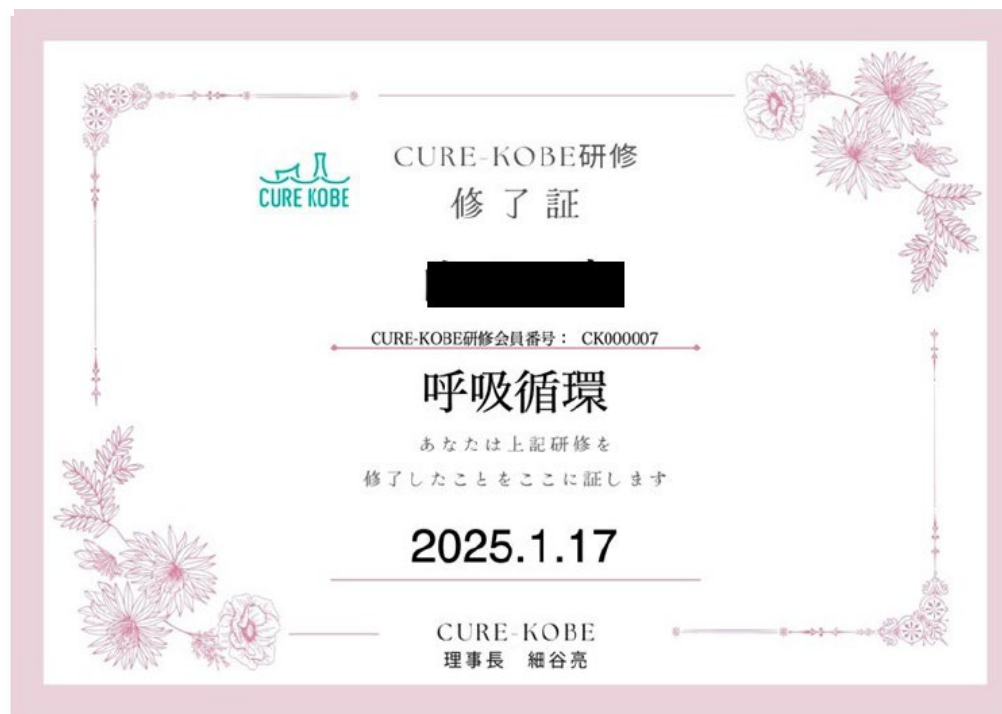 CURE-KOBE研修
CURE KOBE
修了証
CURE-KOBE研修会員番号： CK000007
呼吸循環
あなたは上記研修を
修了したことをここに証します
2025.1.17
CURE-KOBE
理事長　細谷亮